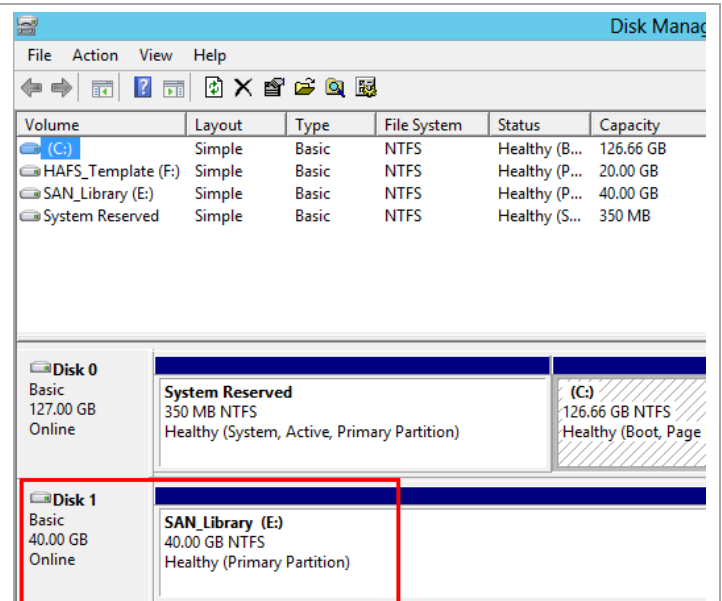 Disk Manag
File Action View Help
Volume Layout Type File System Status Capacity
(C:) Simple Basic NTFS Healthy (B... 126.66 GB
HAFS_Template (F:) Simple Basic NTFS Healthy (P... 20.00 GB
SAN_Library (E:) Simple Basic NTFS Healthy (P... 40.00 GB
System Reserved Simple Basic NTFS Healthy (S... 350 MB
Disk 0
Basic
127.00 GB
Online
System Reserved
350 MB NTFS
Healthy (System, Active, Primary Partition)
(C:)
126.66 GB NTFS
Healthy (Boot, Page
Disk 1
Basic
40.00 GB
Online
SAN_Library (E:)
40.00 GB NTFS
Healthy (Primary Partition)